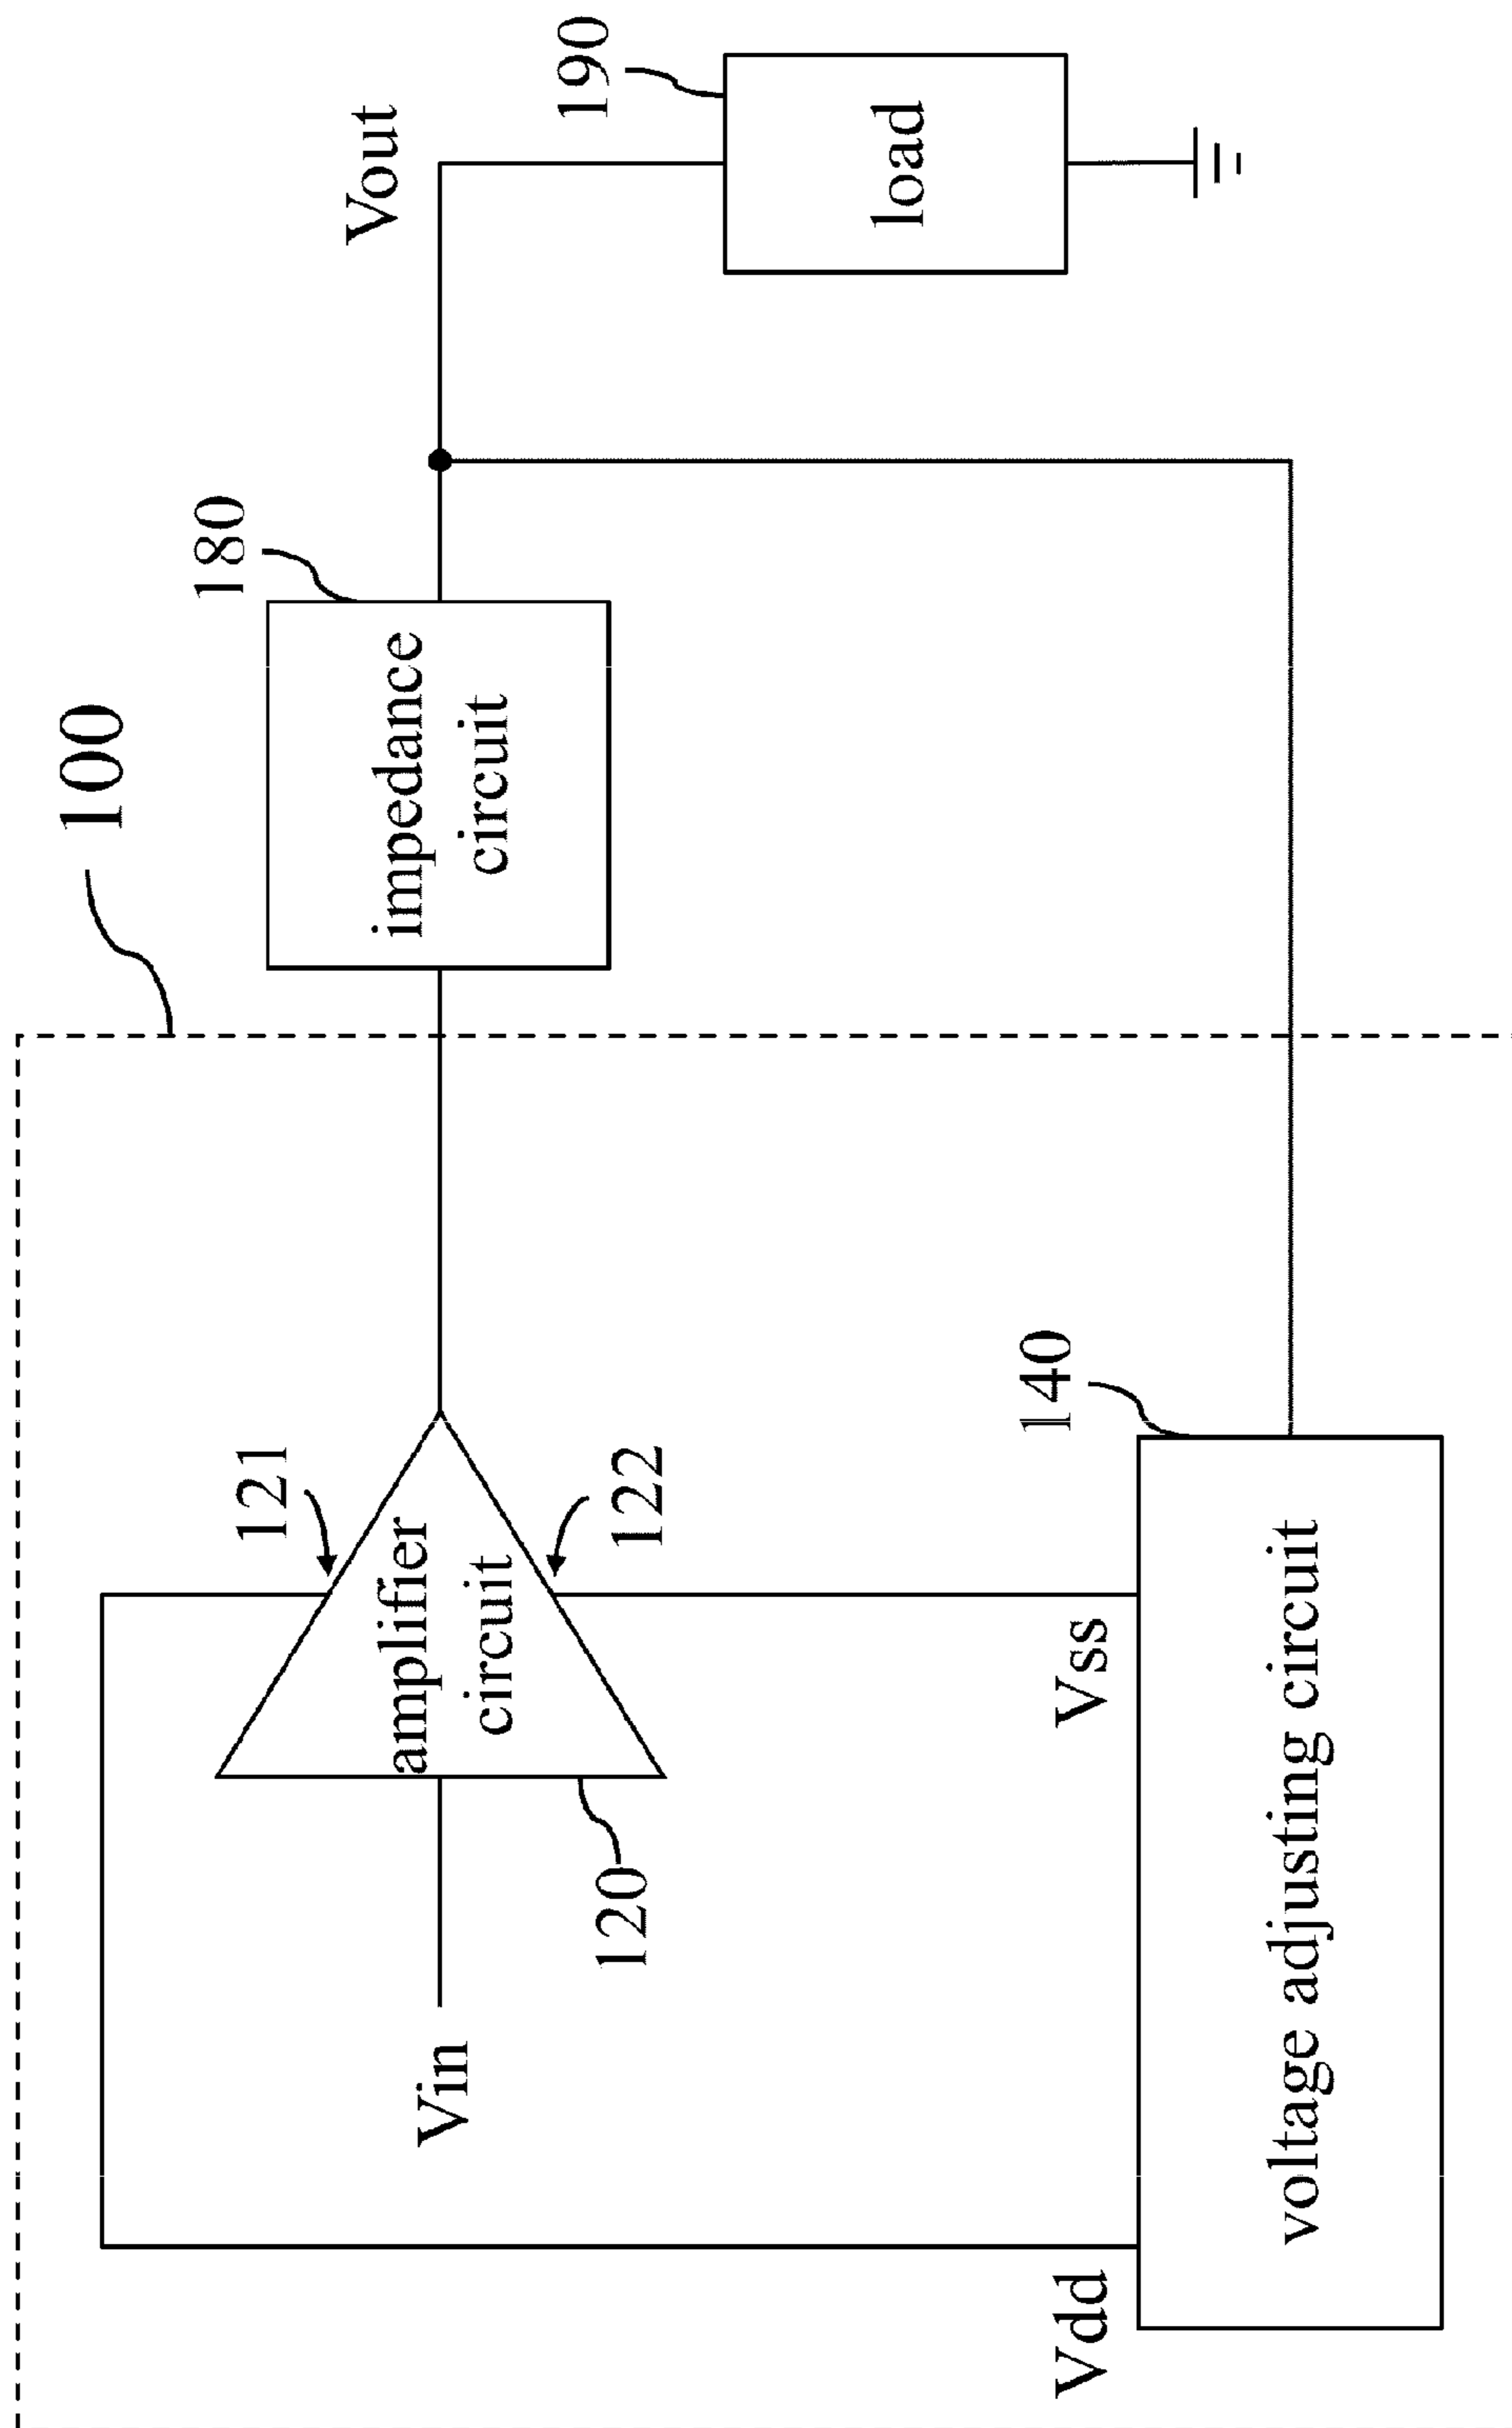 100
180
impedance
circuit
Vout
190
load
121
amplifier
circuit
122
120
Vin
Vdd
Vss
140
voltage adjusting circuit